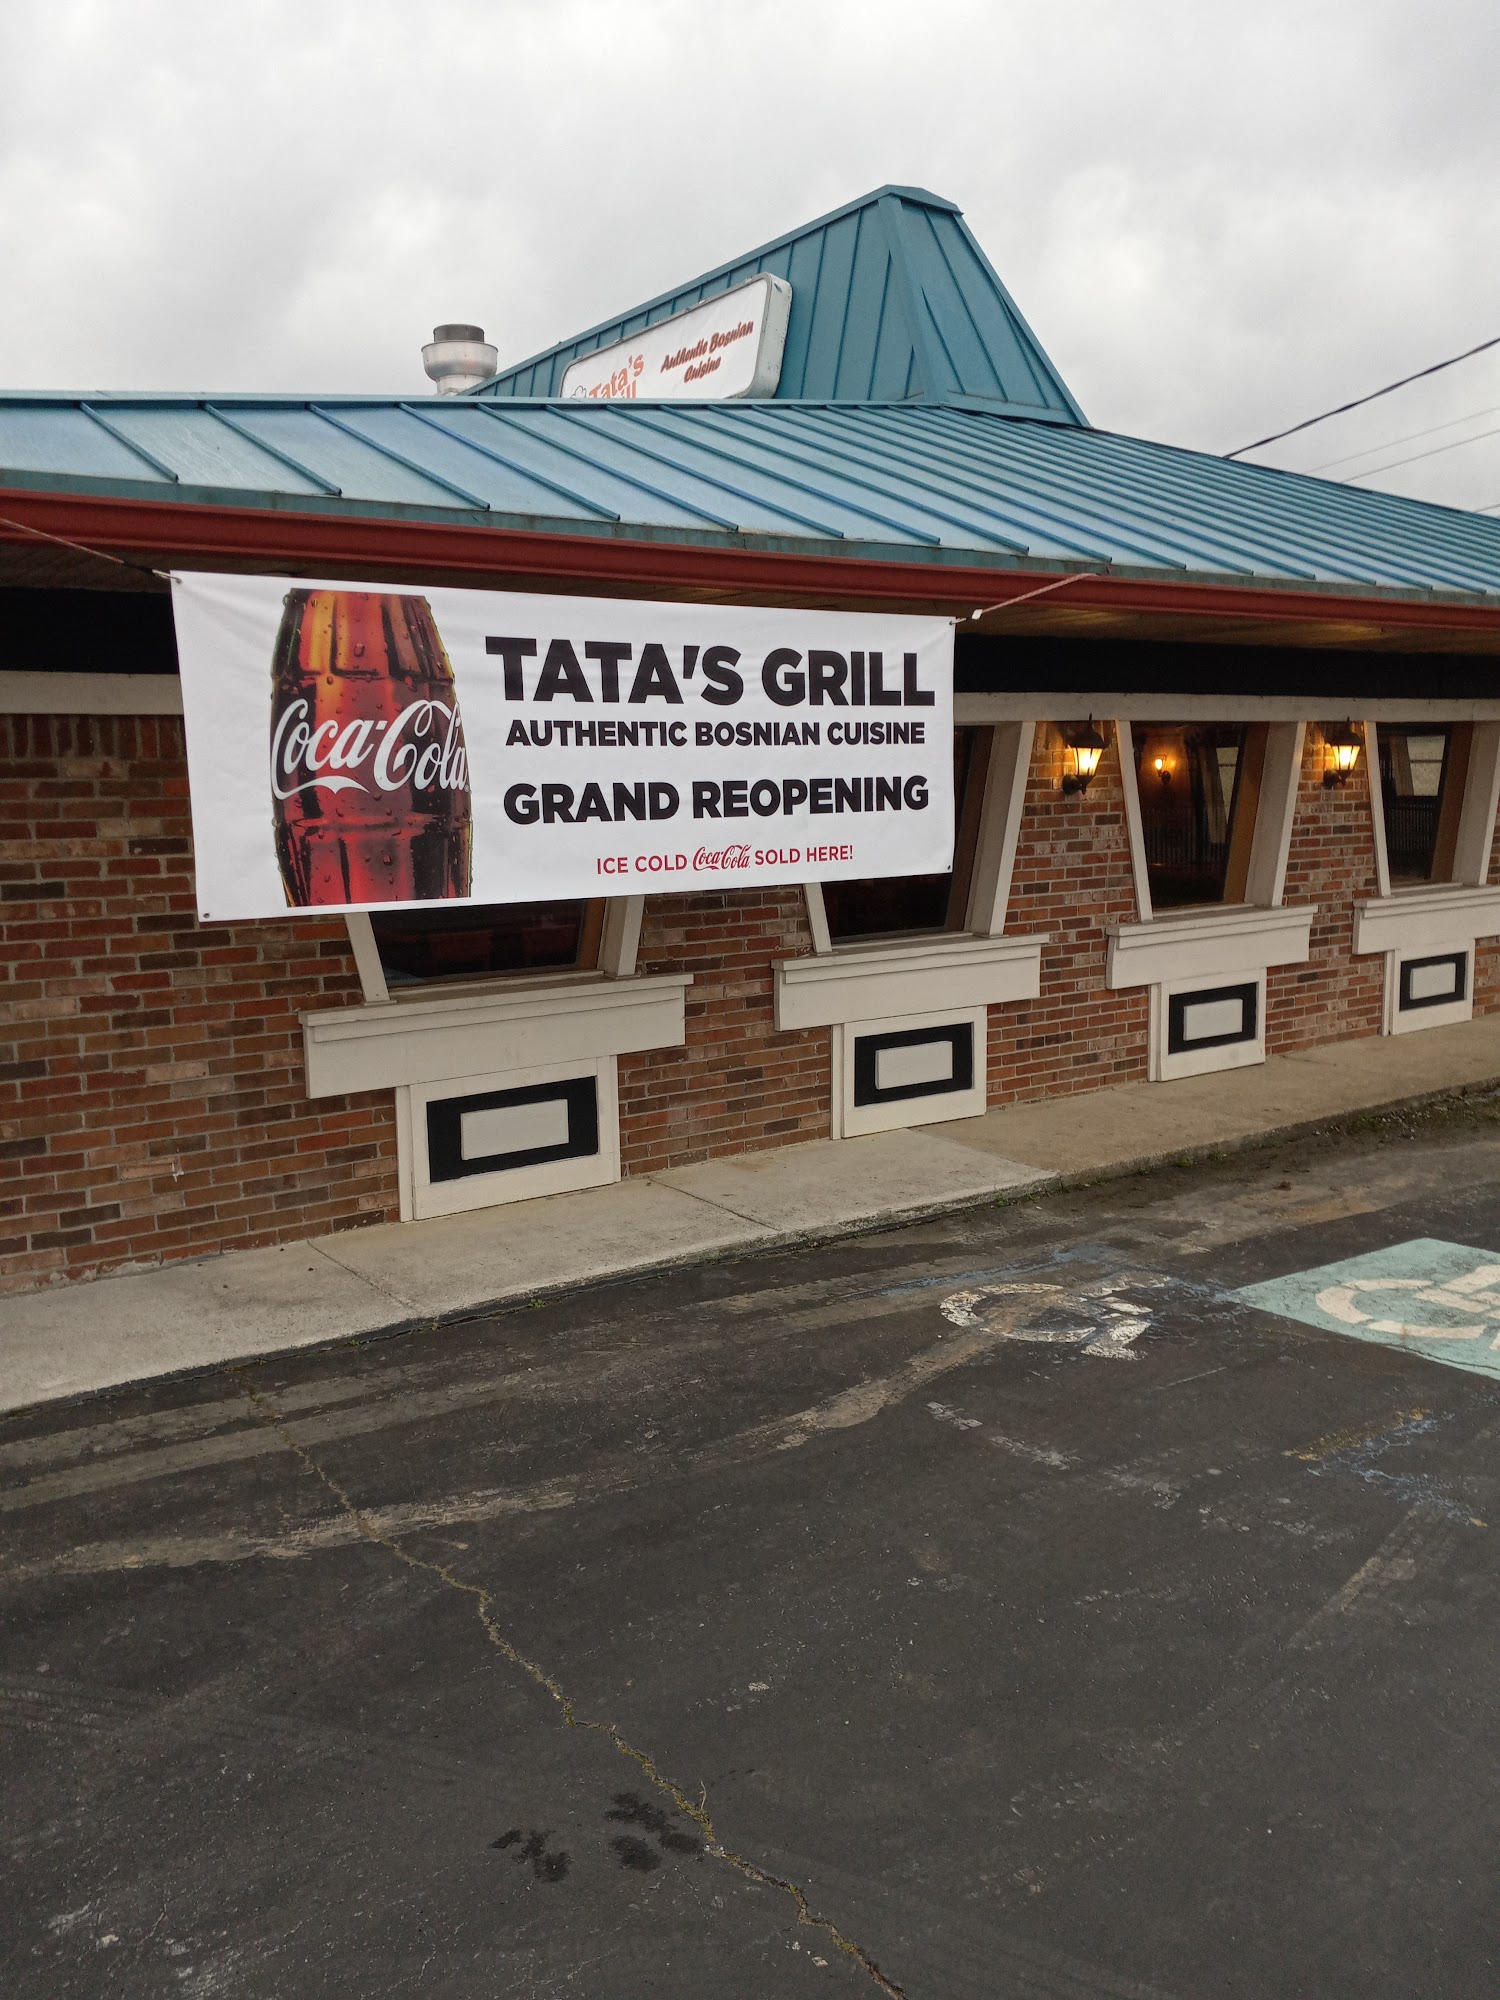 Tata's
Authentic Bosnian
Cuisine
Coca-Cola
TATA'S GRILL
AUTHENTIC BOSNIAN CUISINE
GRAND REOPENING
ICE COLD Coca-Cola SOLD HERE!